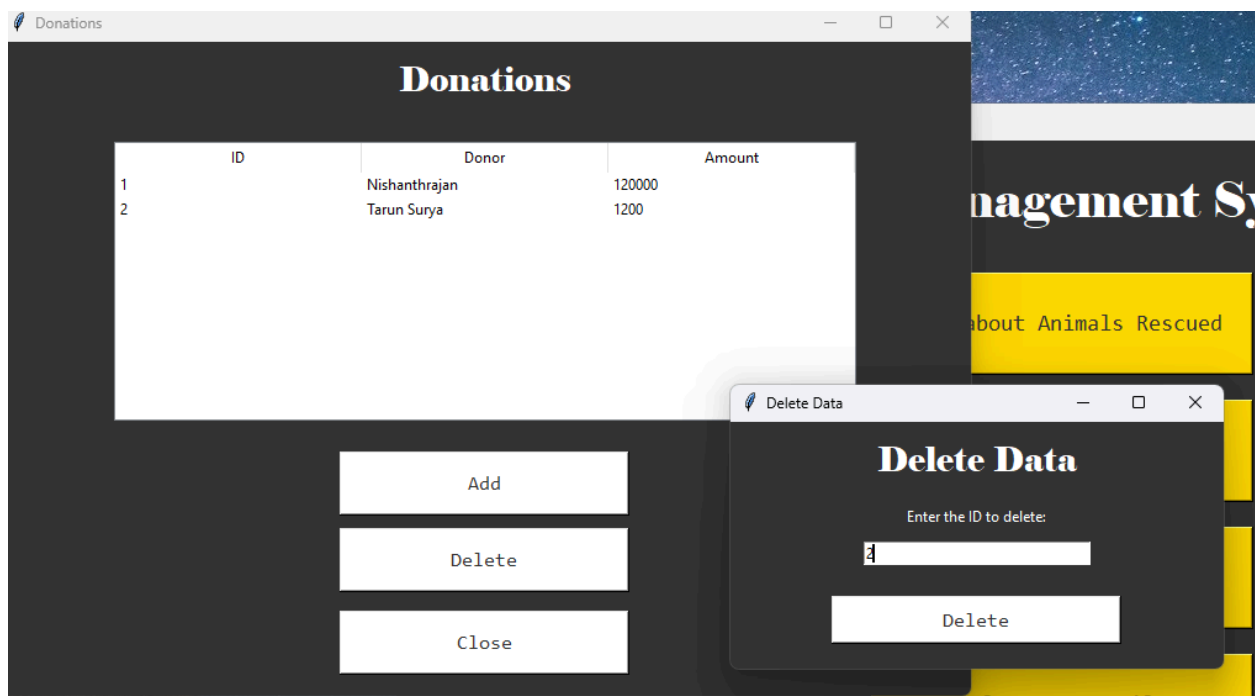 Donations
Donations
ID Donor Amount
1 Nishanthrajan 120000
2 Tarun Surya 1200
Add
Delete
Close
nagement Sy
about Animals Rescued
Delete Data
Delete Data
Enter the ID to delete:
2
Delete